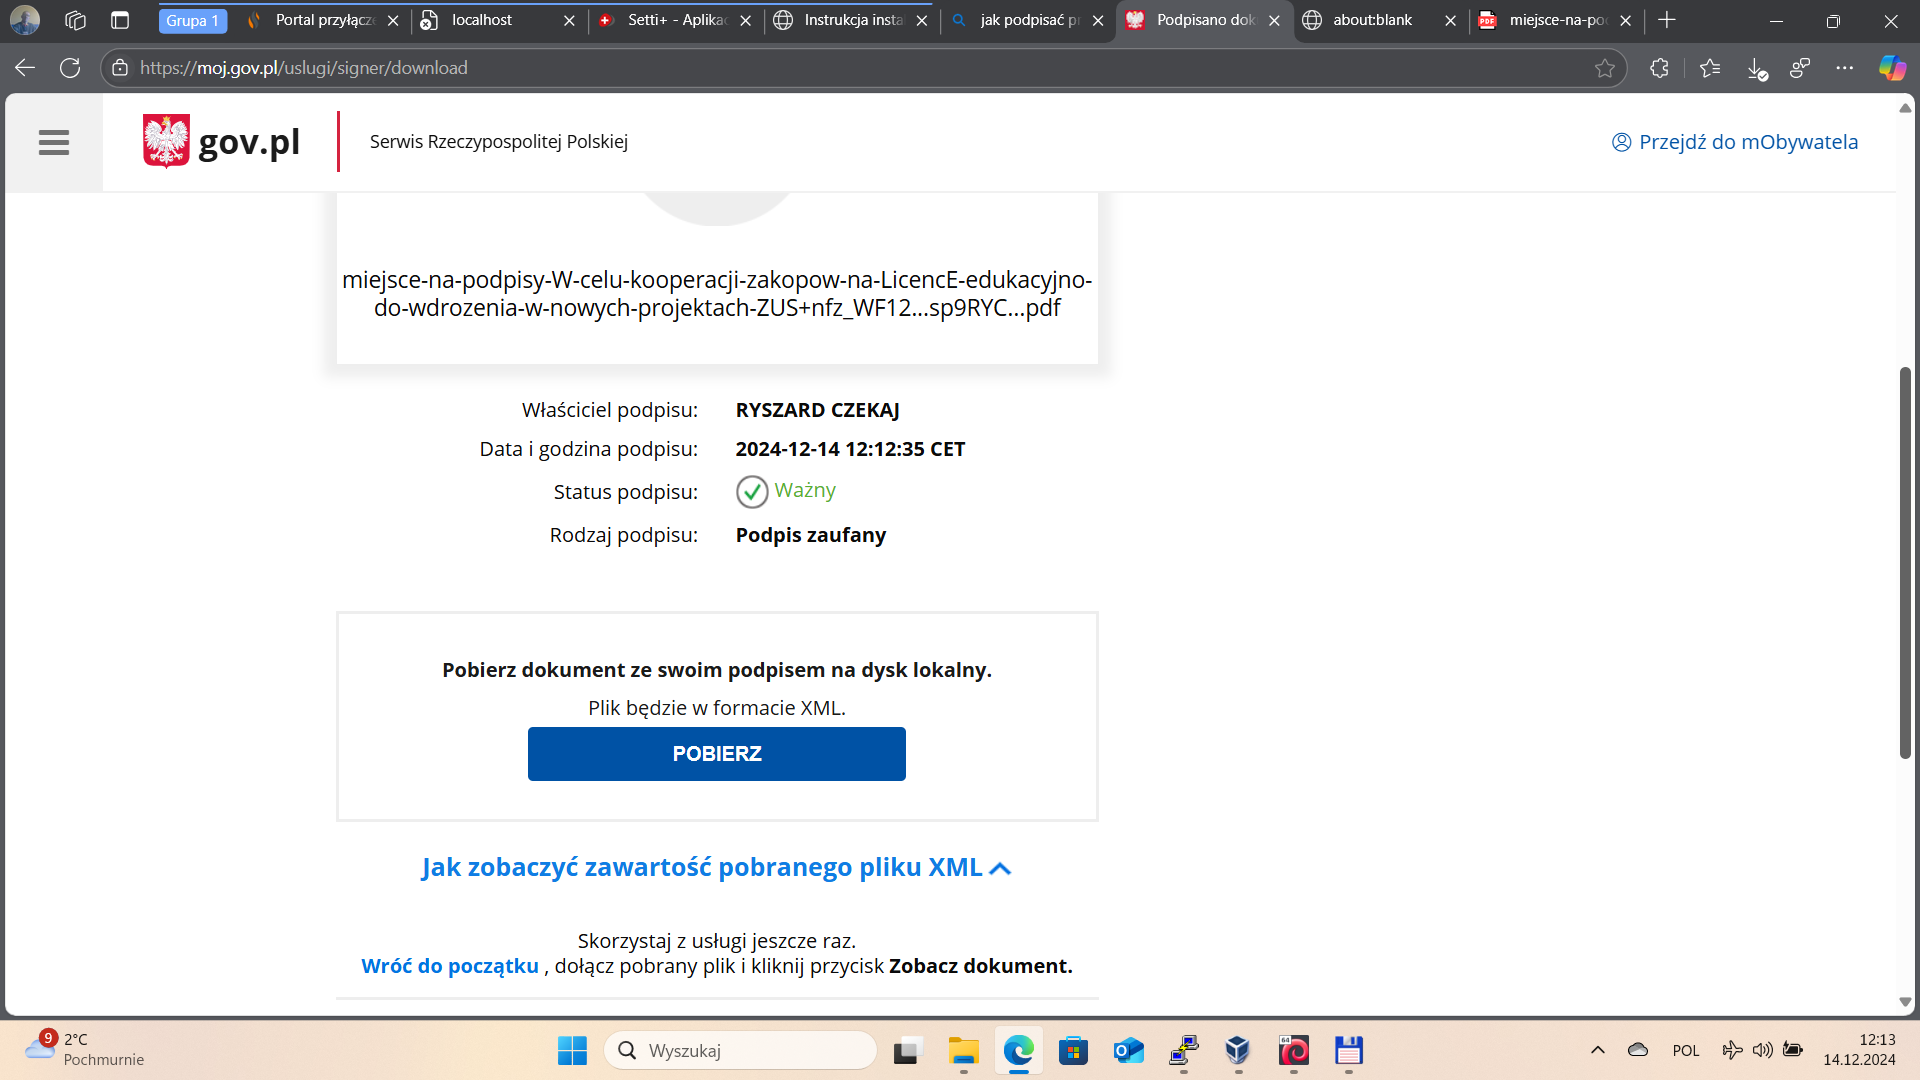 Grupa 1
Portal przyłącze
localhost
Setti+ - Aplikac
Instrukcja insta
jak podpisać p
Podpisano dok
about:blank
miejsce-na-po
https://moj.gov.pl/uslugi/signer/download
gov.pl
Serwis Rzeczypospolitej Polskiej
Przejdź do mObywatela
miejsce-na-podpisy-W-celu-kooperacji-zakopow-na-LicencE-edukacyjno-
do-wdrozenia-w-nowych-projektach-ZUS+nfz_WF12...sp9RYC...pdf
Właściciel podpisu: RYSZARD CZEKAJ
Data i godzina podpisu: 2024-12-14 12:12:35 CET
Status podpisu: Ważny
Rodzaj podpisu: Podpis zaufany
Pobierz dokument ze swoim podpisem na dysk lokalny.
Plik będzie w formacie XML.
POBIERZ
Jak zobaczyć zawartość pobranego pliku XML
Skorzystaj z usługi jeszcze raz.
Wróć do początku , dołącz pobrany plik i kliknij przycisk Zobacz dokument.
9
2°C
Pochmurnie
Wyszukaj
POL
12:13
14.12.2024